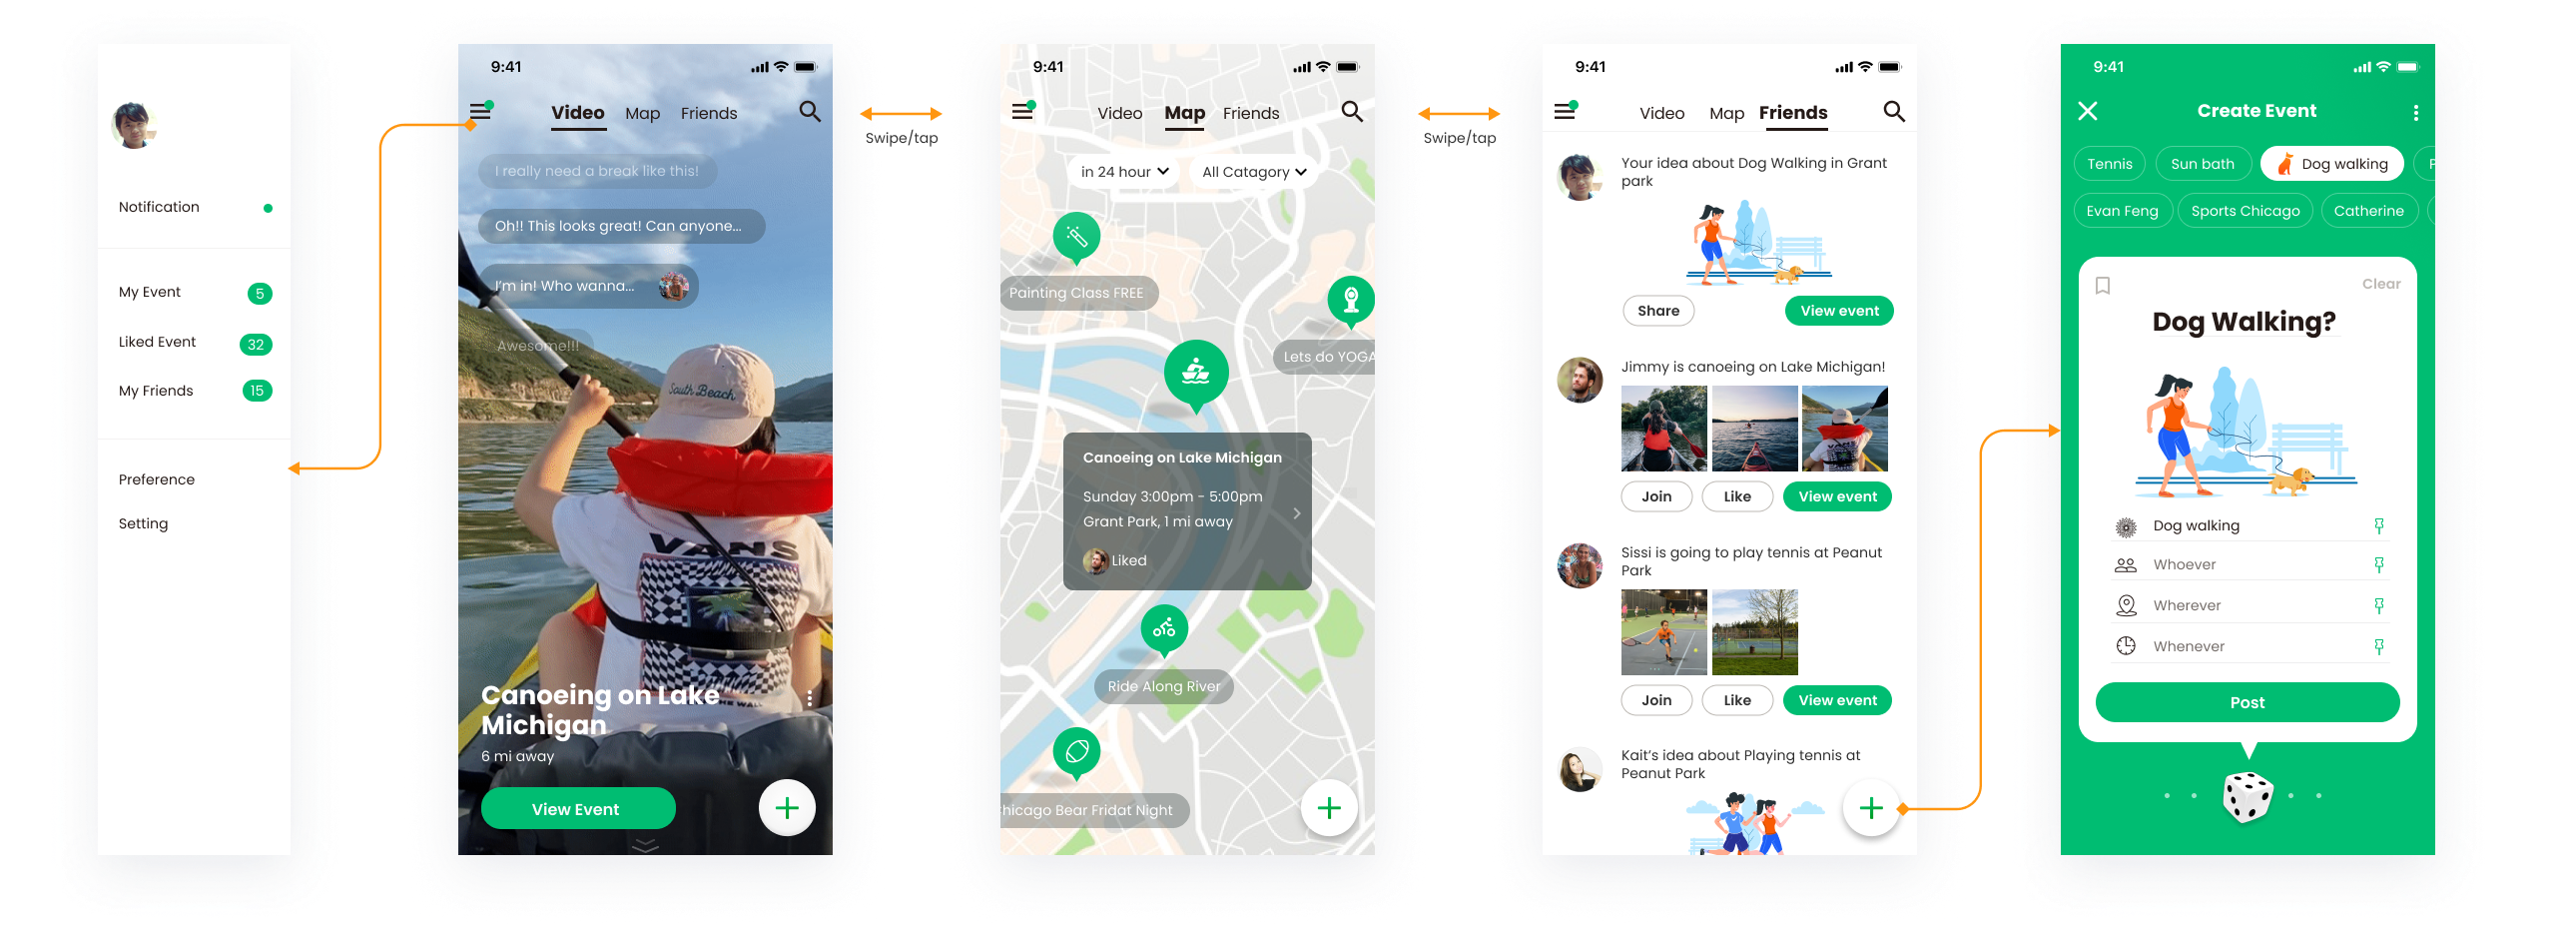 Notification
My Event 5
Liked Event 32
My Friends 15
Preference
Setting
9:41
Video Map Friends
I really need a break like this!
Oh!! This looks great! Can anyone...
I'm in! Who wanna...
Awesome!!!
South Beach
VANS
Canoeing on Lake
Michigan
6 mi away
View Event
Swipe/tap
9:41
Video Map Friends
in 24 hour All Catagory
Painting Class FREE
Lets do YOGA
Canoeing on Lake Michigan
Sunday 3:00pm - 5:00pm
Grant Park, 1 mi away
Liked
Ride Along River
hicago Bear Fridat Night
Swipe/tap
9:41
Video Map Friends
Your idea about Dog Walking in Grant
park
Share View event
Jimmy is canoeing on Lake Michigan!
Join Like View event
Sissi is going to play tennis at Peanut
Park
Join Like View event
Kait's idea about Playing tennis at
Peanut Park
9:41
Create Event
Tennis Sun bath Dog walking
Evan Feng Sports Chicago Catherine
Clear
Dog Walking?
Dog walking
Whoever
Wherever
Whenever
Post